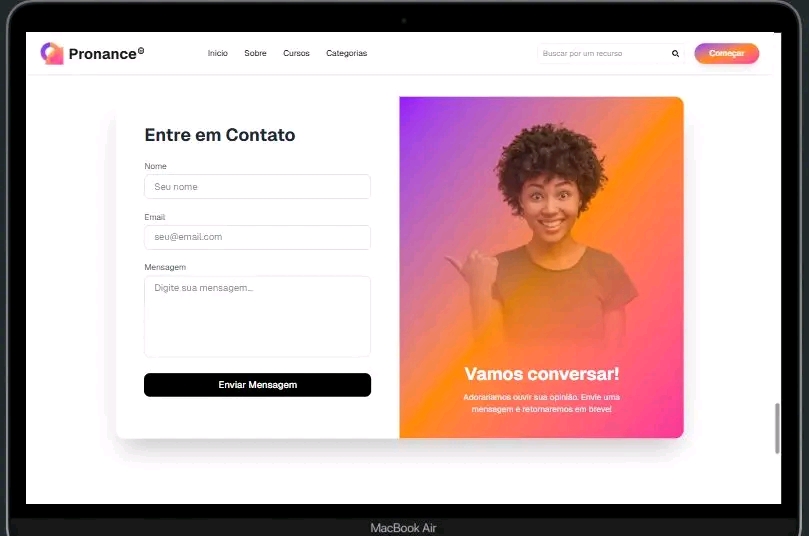 Pronance®
Inicio
Sobre
Cursos
Categorias
Buscar por um recurso
Começar
Entre em Contato
Nome
Seu nome
Email
seu@email.com
Mensagem
Digite sua mensagem...
Enviar Mensagem
Vamos conversar!
Adoraríamos ouvir sua opinião. Envie uma
mensagem e retornaremos em breve!
MacBook Air